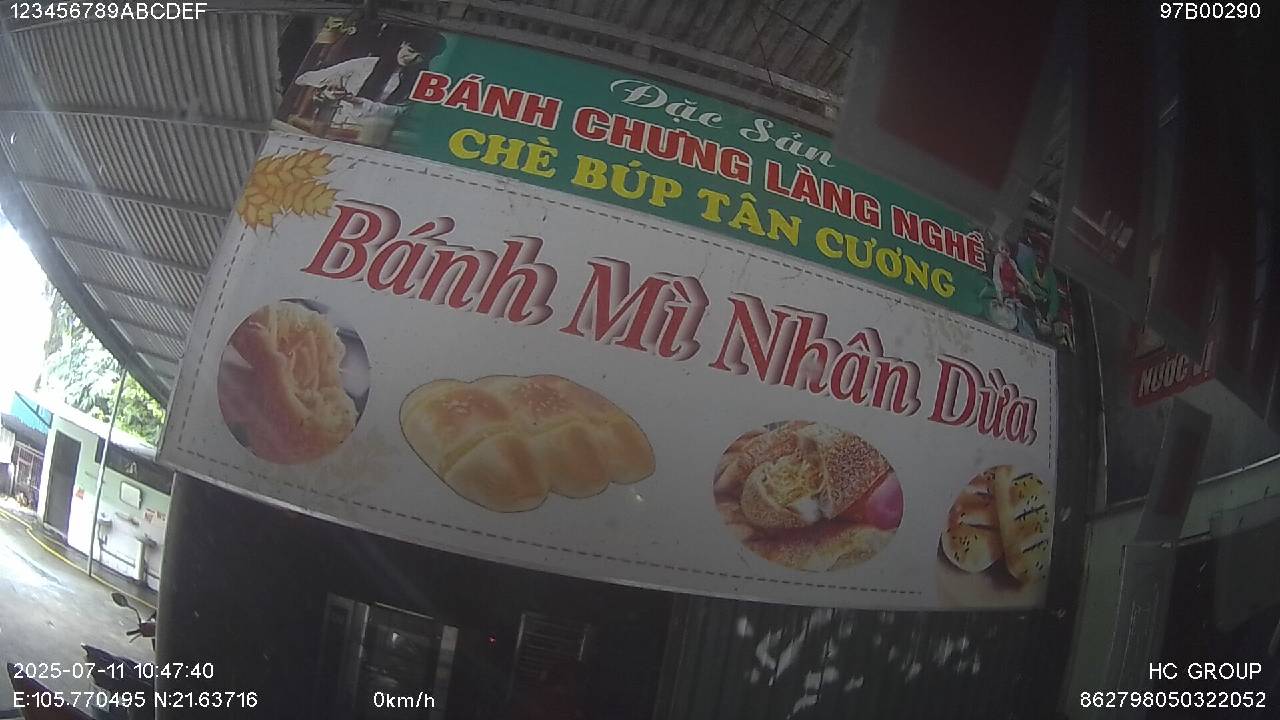 123456789ABCDEF
97B00290
Đặc Sản
BÁNH CHƯNG LÀNG NGHỀ
CHÈ BÚP TÂN CƯƠNG
Bánh Mì Nhân Dừa
NƯỚC
2025-07-11 10:47:40
HC GROUP
E:105.770495 N:21.63716
0km/h
862798050322052